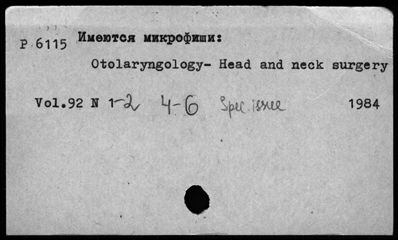 P 6115 Имеются микрофиши:
Otolaryngology- Head and neck surgery
Vol.92 N 1-2 4-6 Spec. issue 1984